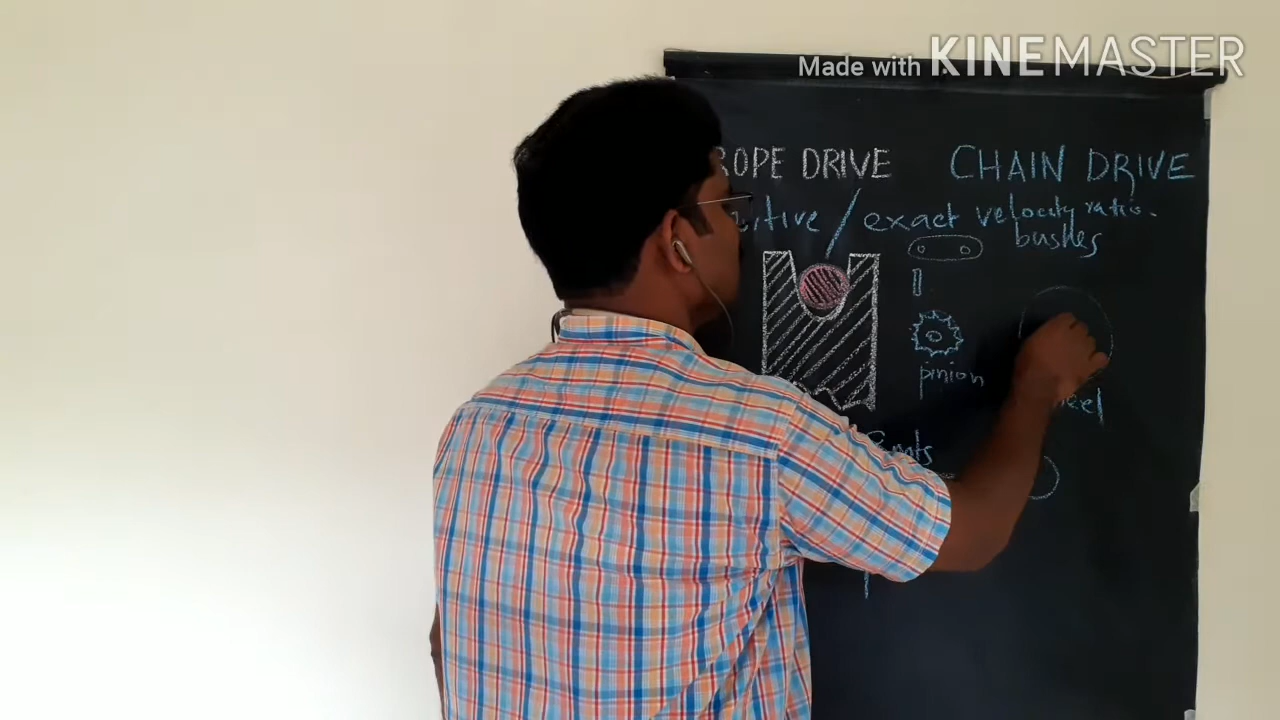 Made with KINEMASTER
ROPE DRIVE CHAIN DRIVE
/ exact velocity ratio.
bushes
pinion